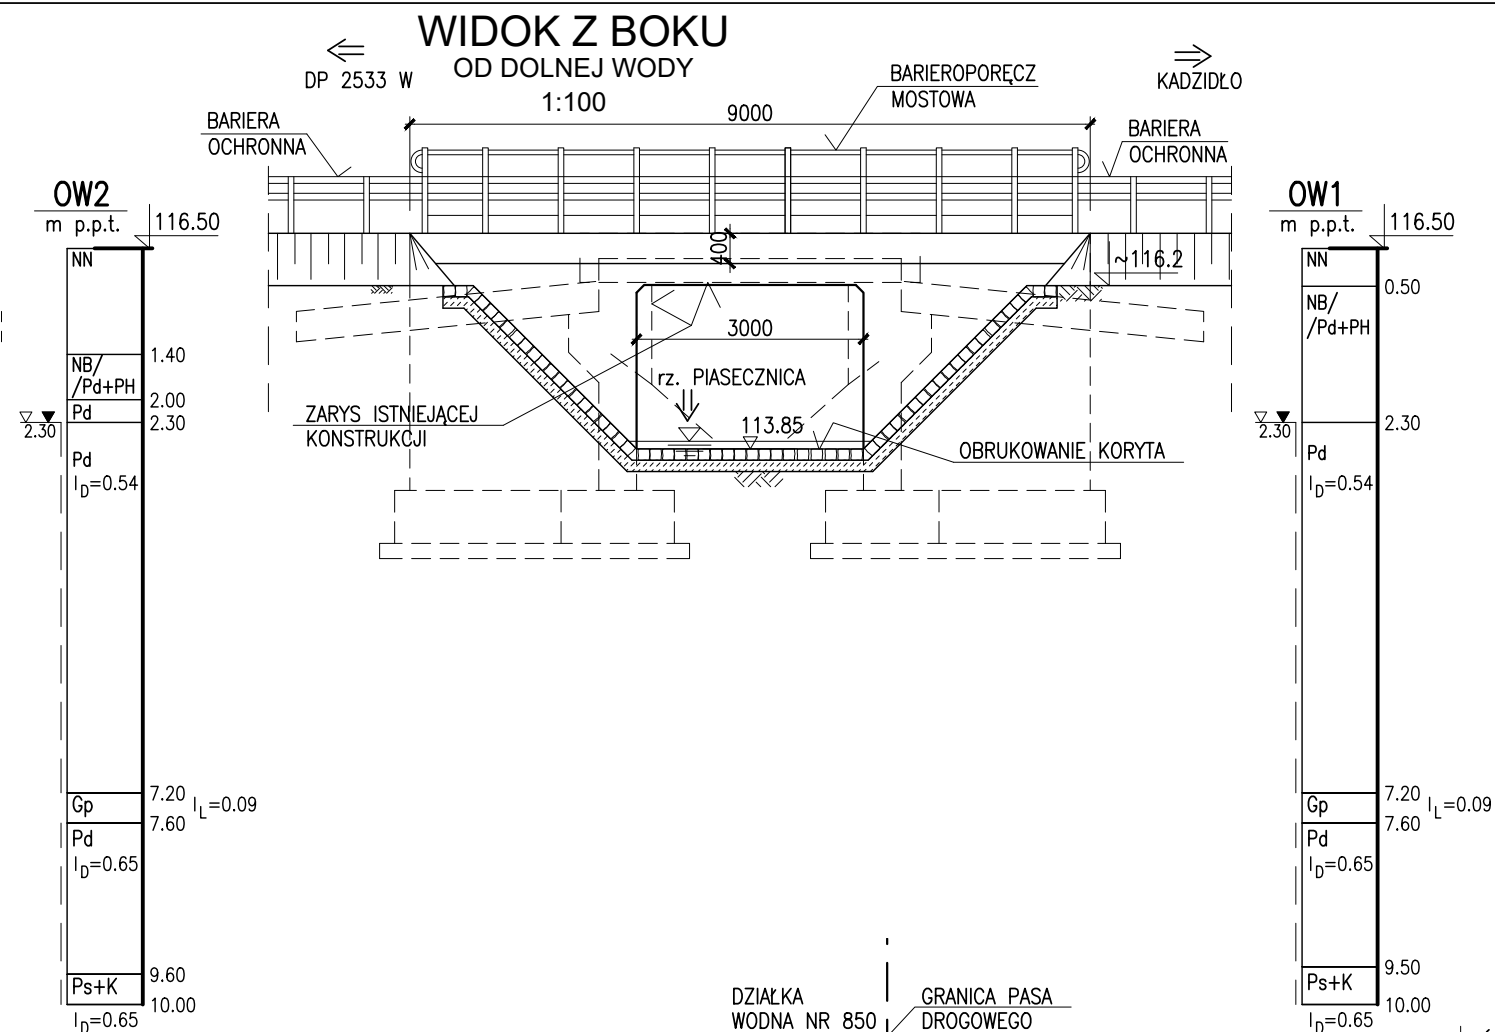 WIDOK Z BOKU
OD DOLNEJ WODY
1:100
DP 2533 W
KADZIDŁO
BARIEROPORĘCZ
MOSTOWA
9000
BARIERA
OCHRONNA
BARIERA
OCHRONNA
OW2
m p.p.t.
116.50
NN
1.40
NB/
/Pd+PH
2.00
Pd
2.30
2.30
Pd
I_D=0.54
7.20
Gp
I_L=0.09
7.60
Pd
I_D=0.65
9.60
Ps+K
10.00
I_D=0.65
400
~116.2
3000
rz. PIASECZNICA
ZARYS ISTNIEJĄCEJ
KONSTRUKCJI
113.85
OBRUKOWANIE KORYTA
OW1
m p.p.t.
116.50
NN
0.50
NB/
/Pd+PH
2.30
2.30
Pd
I_D=0.54
7.20
Gp
I_L=0.09
7.60
Pd
I_D=0.65
9.50
Ps+K
10.00
I_D=0.65
DZIAŁKA
WODNA NR 850
GRANICA PASA
DROGOWEGO